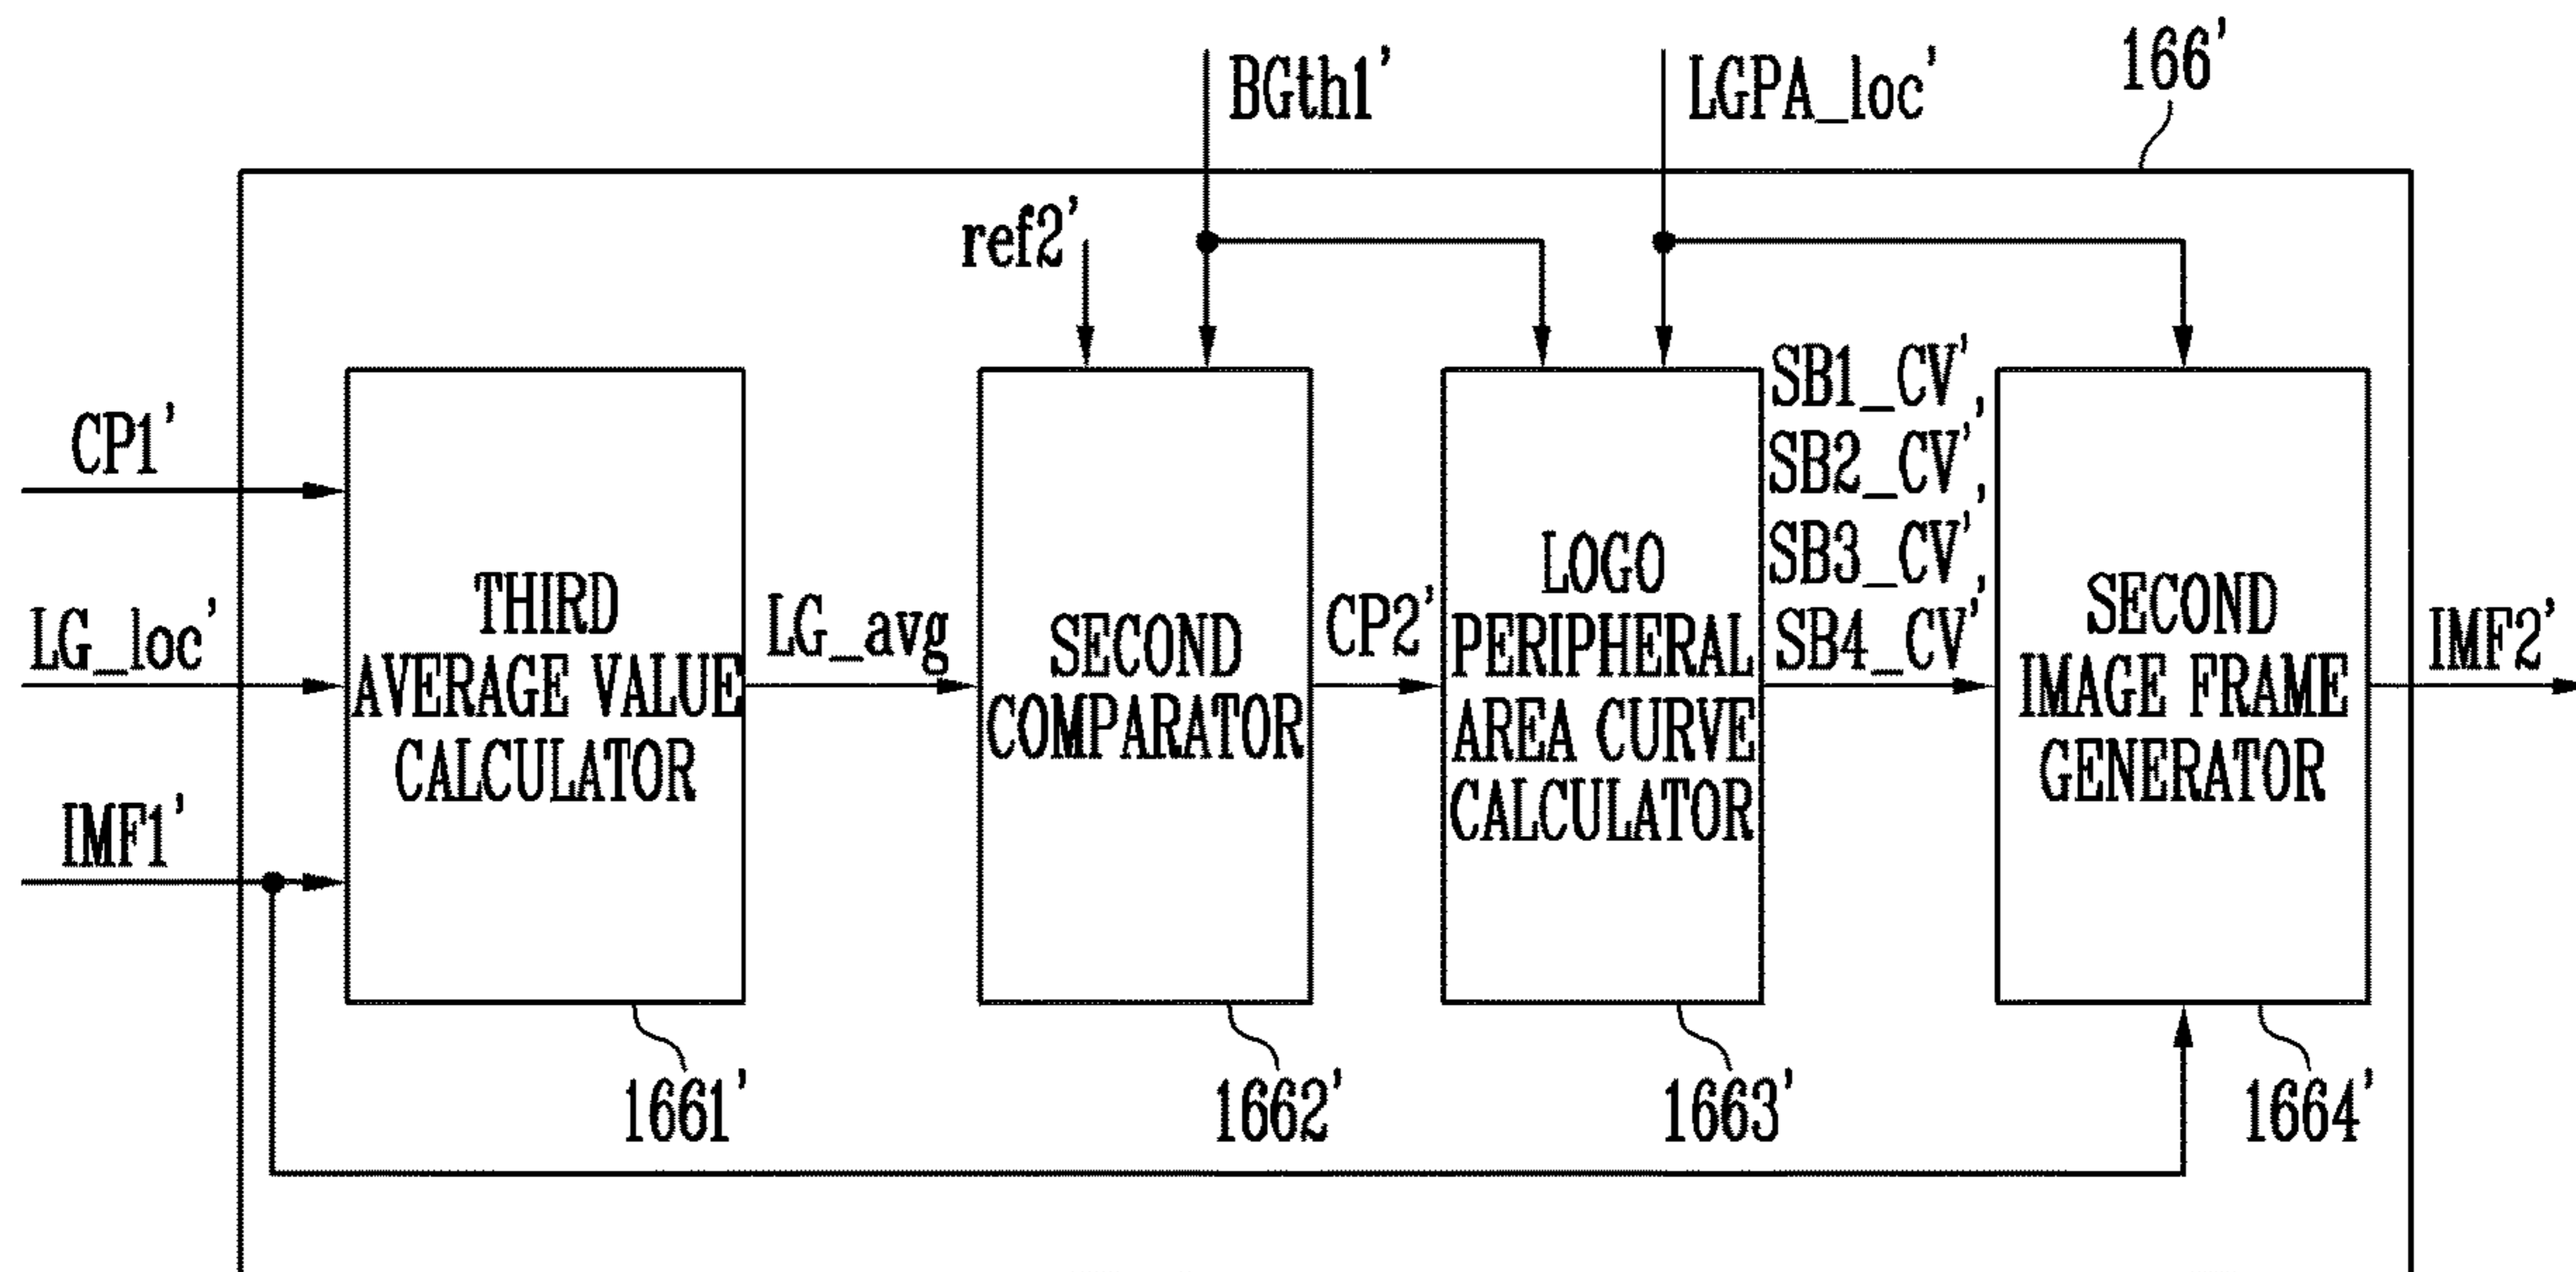 166'
BGth1'
LGPA_loc'
ref2'
CP1'
LG_loc'
IMF1'
THIRD
AVERAGE VALUE
CALCULATOR
LG_avg
SECOND
COMPARATOR
CP2'
LOGO
PERIPHERAL
AREA CURVE
CALCULATOR
SB1_CV',
SB2_CV',
SB3_CV',
SB4_CV'
SECOND
IMAGE FRAME
GENERATOR
IMF2'
1661'
1662'
1663'
1664'